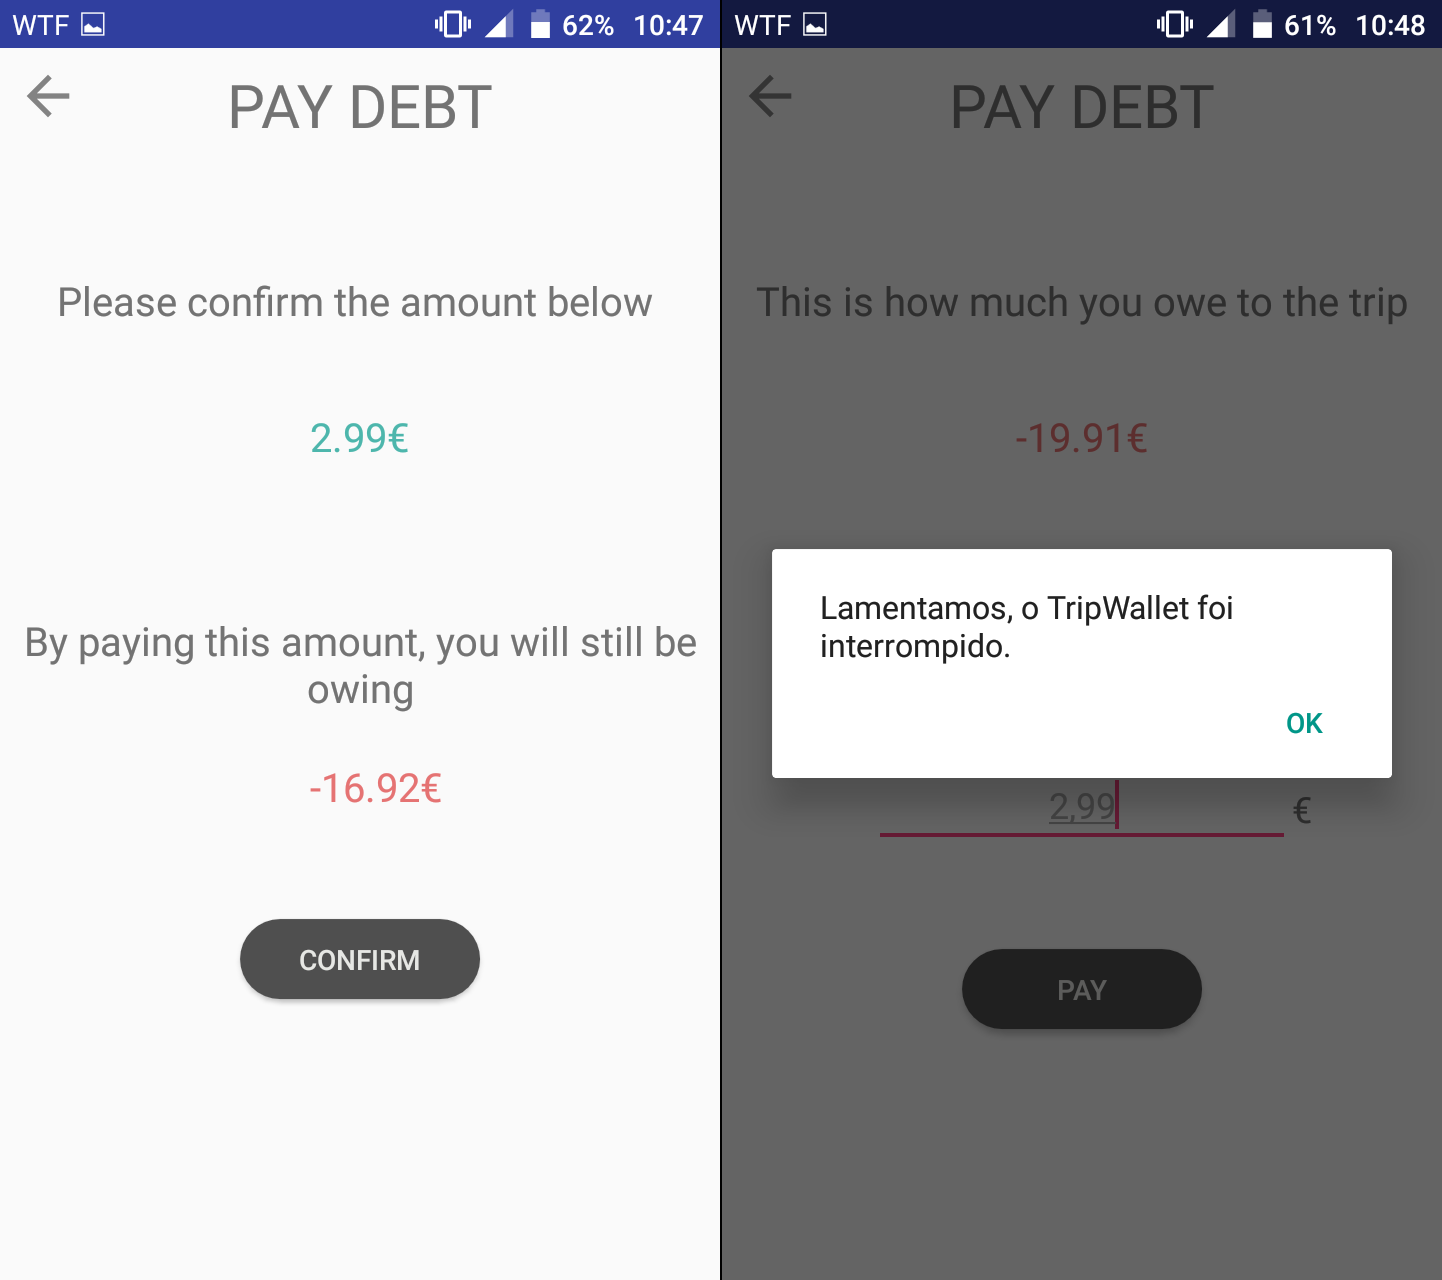 WTF 62% 10:47
PAY DEBT
Please confirm the amount below
2.99€
By paying this amount, you will still be
owing
-16.92€
CONFIRM
WTF 61% 10:48
PAY DEBT
This is how much you owe to the trip
-19.91€
Lamentamos, o TripWallet foi
interrompido.
OK
2,99 €
PAY